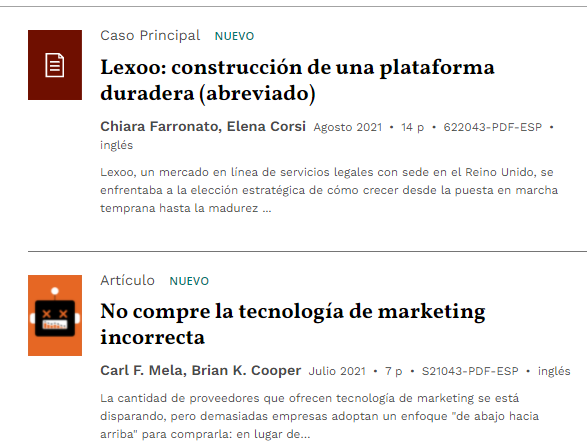 Caso Principal NUEVO
Lexoo: construcción de una plataforma
duradera (abreviado)
Chiara Farronato, Elena Corsi Agosto 2021 • 14 p • 622043-PDF-ESP •
inglés
Lexoo, un mercado en línea de servicios legales con sede en el Reino Unido, se
enfrentaba a la elección estratégica de cómo crecer desde la puesta en marcha
temprana hasta la madurez ...
Artículo NUEVO
No compre la tecnología de marketing
incorrecta
Carl F. Mela, Brian K. Cooper Julio 2021 • 7 p • S21043-PDF-ESP • inglés
La cantidad de proveedores que ofrecen tecnología de marketing se está
disparando, pero demasiadas empresas adoptan un enfoque "de abajo hacia
arriba" para comprarla: en lugar de...